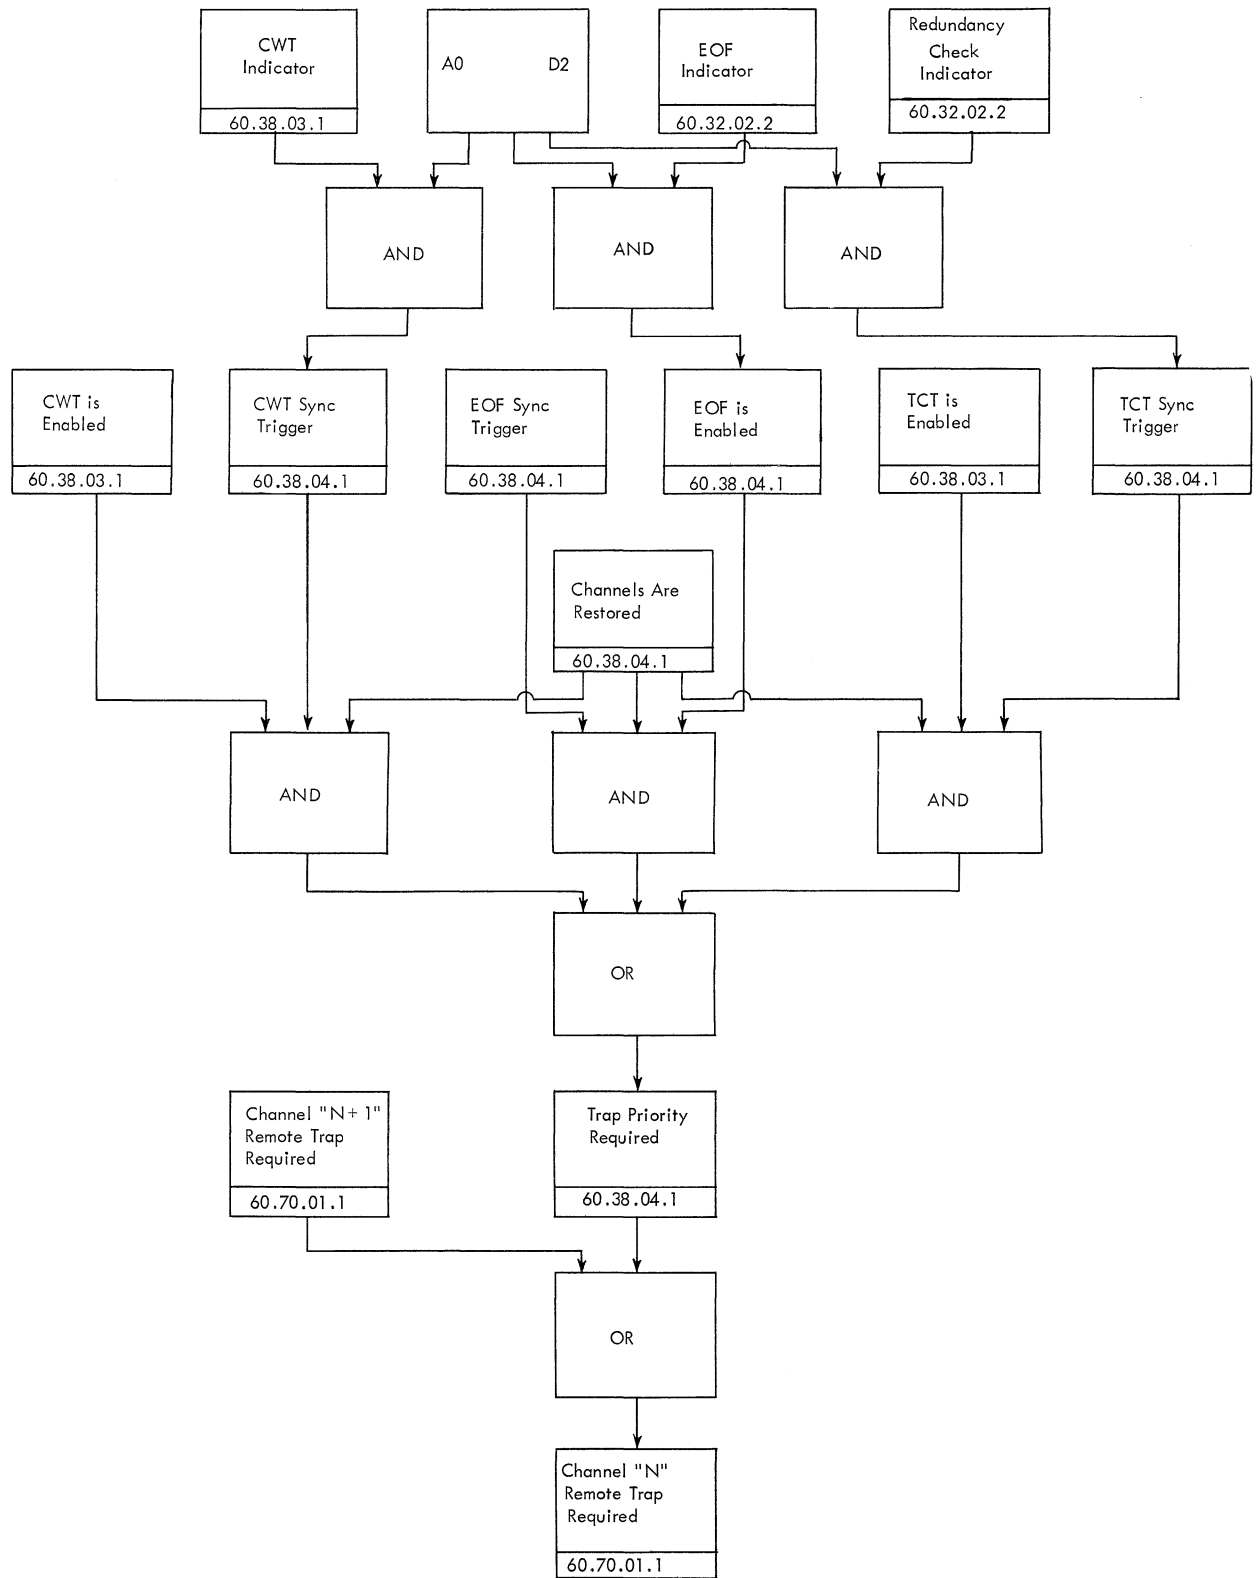 CWT
Indicator
60.38.03.1
A0 D2
EOF
Indicator
60.32.02.2
Redundancy
Check
Indicator
60.32.02.2
AND
AND
AND
CWT is
Enabled
60.38.03.1
CWT Sync
Trigger
60.38.04.1
EOF Sync
Trigger
60.38.04.1
EOF is
Enabled
60.38.04.1
TCT is
Enabled
60.38.03.1
TCT Sync
Trigger
60.38.04.1
Channels Are
Restored
60.38.04.1
AND
AND
AND
OR
Channel "N+ 1"
Remote Trap
Required
60.70.01.1
Trap Priority
Required
60.38.04.1
OR
Channel "N"
Remote Trap
Required
60.70.01.1